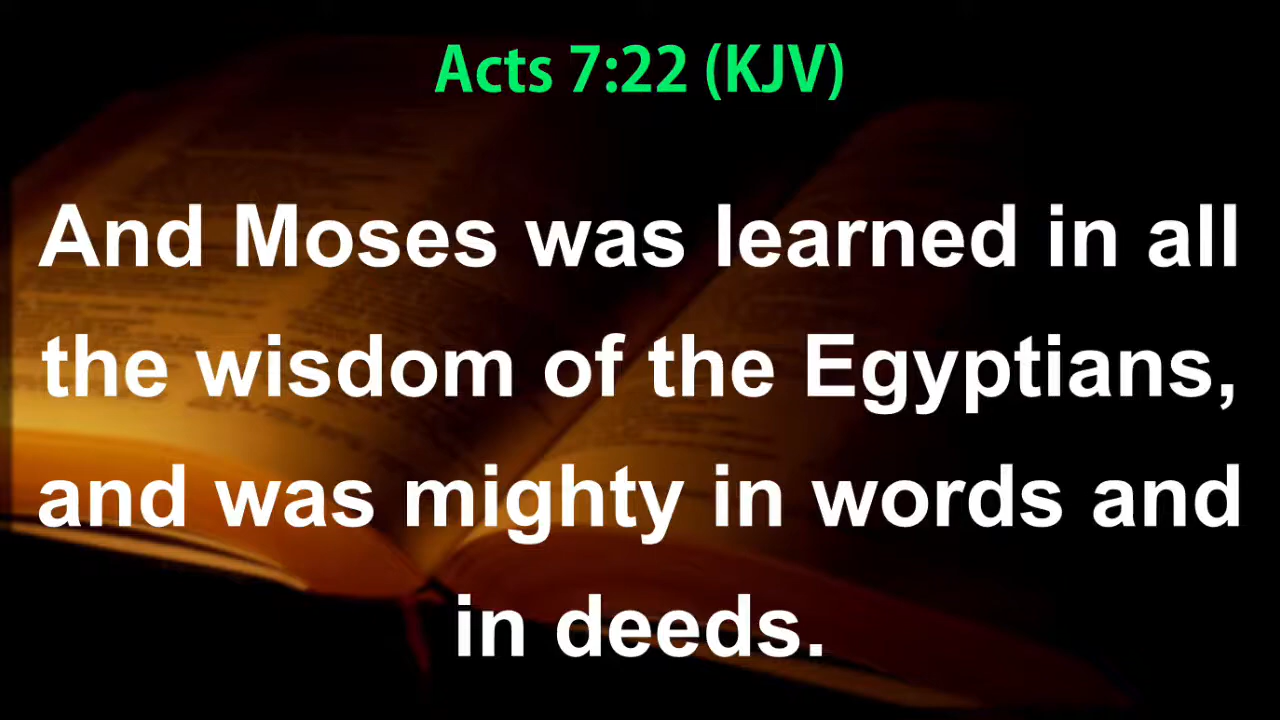 Acts 7:22 (KJV)
And Moses was learned in all
the wisdom of the Egyptians,
and was mighty in words and
in deeds.